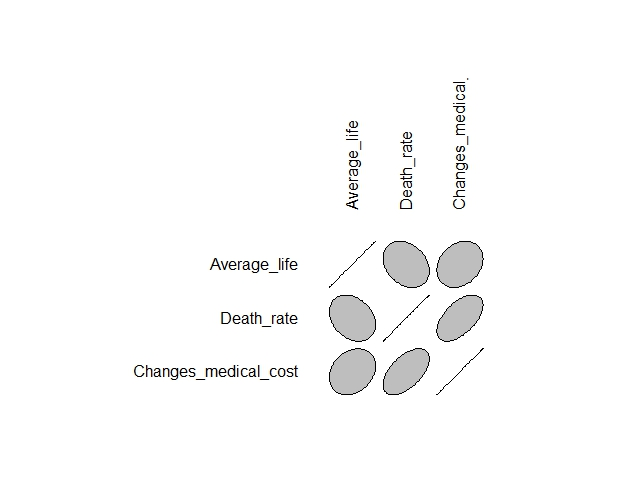 Average_life
Death_rate
Changes_medical.
Average_life
Death_rate
Changes_medical_cost